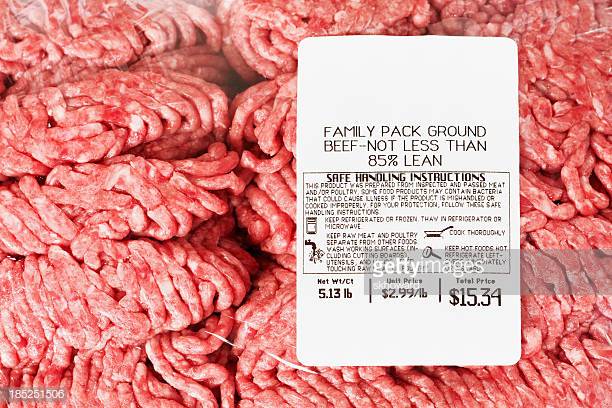 FAMILY PACK GROUND
BEEF-NOT LESS THAN
85% LEAN
SAFE HANDLING INSTRUCTIONS
THIS PRODUCT WAS PREPARED FROM INSPECTED AND PASSED MEAT
AND/OR POULTRY. SOME FOOD PRODUCTS MAY CONTAIN BACTERIA
THAT COULD CAUSE ILLNESS IF THE PRODUCT IS MISHANDLED OR
COOKED IMPROPERLY. FOR YOUR PROTECTION, FOLLOW THESE SAFE
HANDLING INSTRUCTIONS.
KEEP REFRIGERATED OR FROZEN. THAW IN REFRIGERATOR OR
MICROWAVE.
KEEP RAW MEAT AND POULTRY
SEPARATE FROM OTHER FOODS.
WASH WORKING SURFACES (IN-
CLUDING CUTTING BOARDS),
UTENSILS, AND
TOUCHING RAW
COOK THOROUGHLY
KEEP HOT FOODS HOT.
REFRIGERATE LEFT-
gettyimages
Net Wt/Ct Unit Price Total Price
5.13 lb $2.99/lb $15.34
185251506